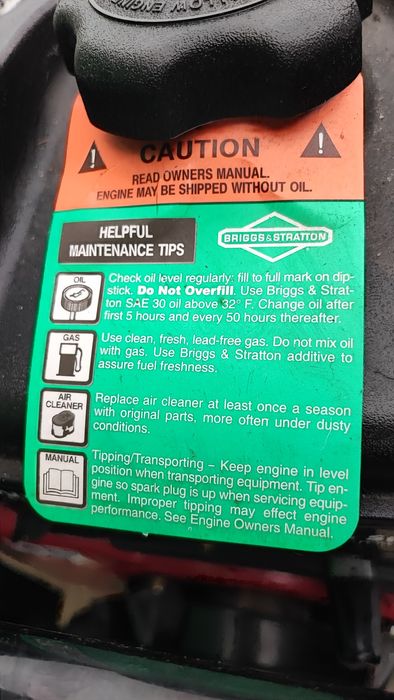 LLOW ENGIN
CAUTION
READ OWNERS MANUAL.
ENGINE MAY BE SHIPPED WITHOUT OIL.
HELPFUL
MAINTENANCE TIPS
BRIGGS & STRATTON
OIL
Check oil level regularly: fill to full mark on dip-
stick. Do Not Overfill. Use Briggs & Strat-
ton SAE 30 oil above 32° F. Change oil after
first 5 hours and every 50 hours thereafter.
GAS
Use clean, fresh, lead-free gas. Do not mix oil
with gas. Use Briggs & Stratton additive to
assure fuel freshness.
AIR
CLEANER
Replace air cleaner at least once a season
with original parts, more often under dusty
conditions.
MANUAL
Tipping/Transporting – Keep engine in level
position when transporting equipment. Tip en-
gine so spark plug is up when servicing equip-
ment. Improper tipping may effect engine
performance. See Engine Owners Manual.